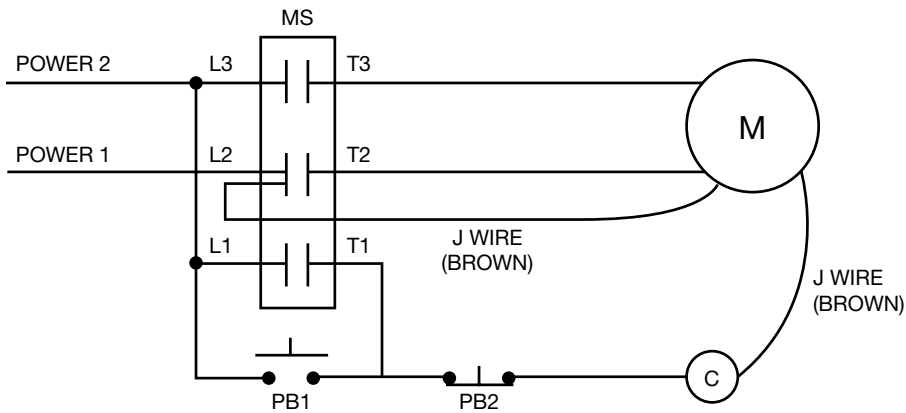 MS
POWER 2
L3
T3
M
POWER 1
L2
T2
L1
T1
J WIRE
(BROWN)
J WIRE
(BROWN)
PB1
PB2
C